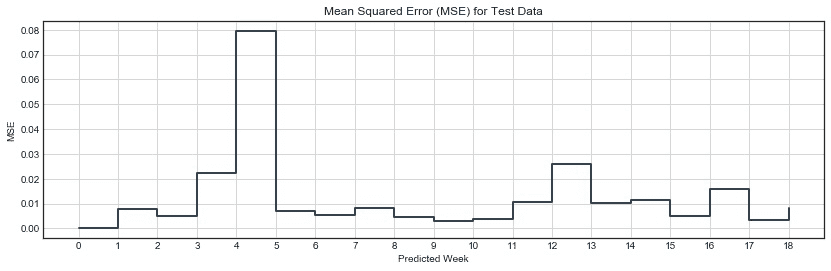 Mean Squared Error (MSE) for Test Data
0.08
0.07
0.06
0.05
0.04
0.03
0.02
0.01
0.00
MSE
0 1 2 3 4 5 6 7 8 9 10 11 12 13 14 15 16 17 18
Predicted Week